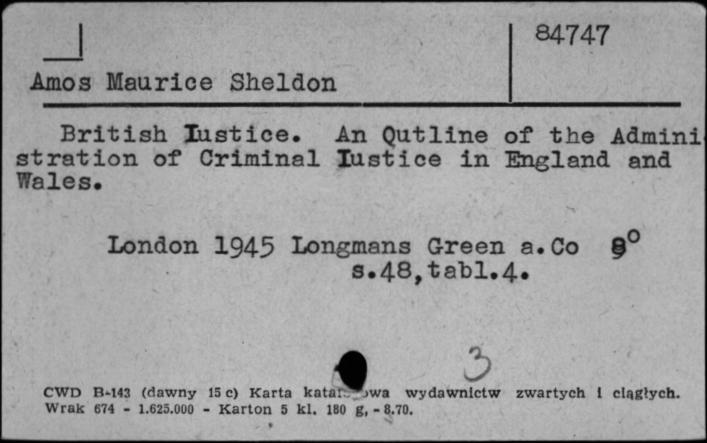 84747
Amos Maurice Sheldon
British Iustice. An Qutline of the Admini
stration of Criminal Iustice in England and
Wales.
London 1945 Longmans Green a.Co 8°
s.48,tabl.4.
3
CWD B-143 (dawny 15 c) Karta wydawnictw zwartych i ciągłych.
Wrak 674 - 1.625.000 - Karton 5 kl. 180 g, - 8.70.